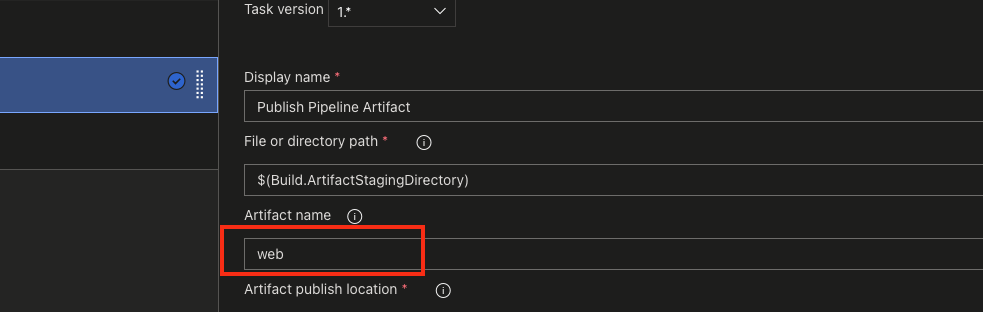 Task version
1.*
Display name *
Publish Pipeline Artifact
File or directory path *
$(Build.ArtifactStagingDirectory)
Artifact name
web
Artifact publish location *